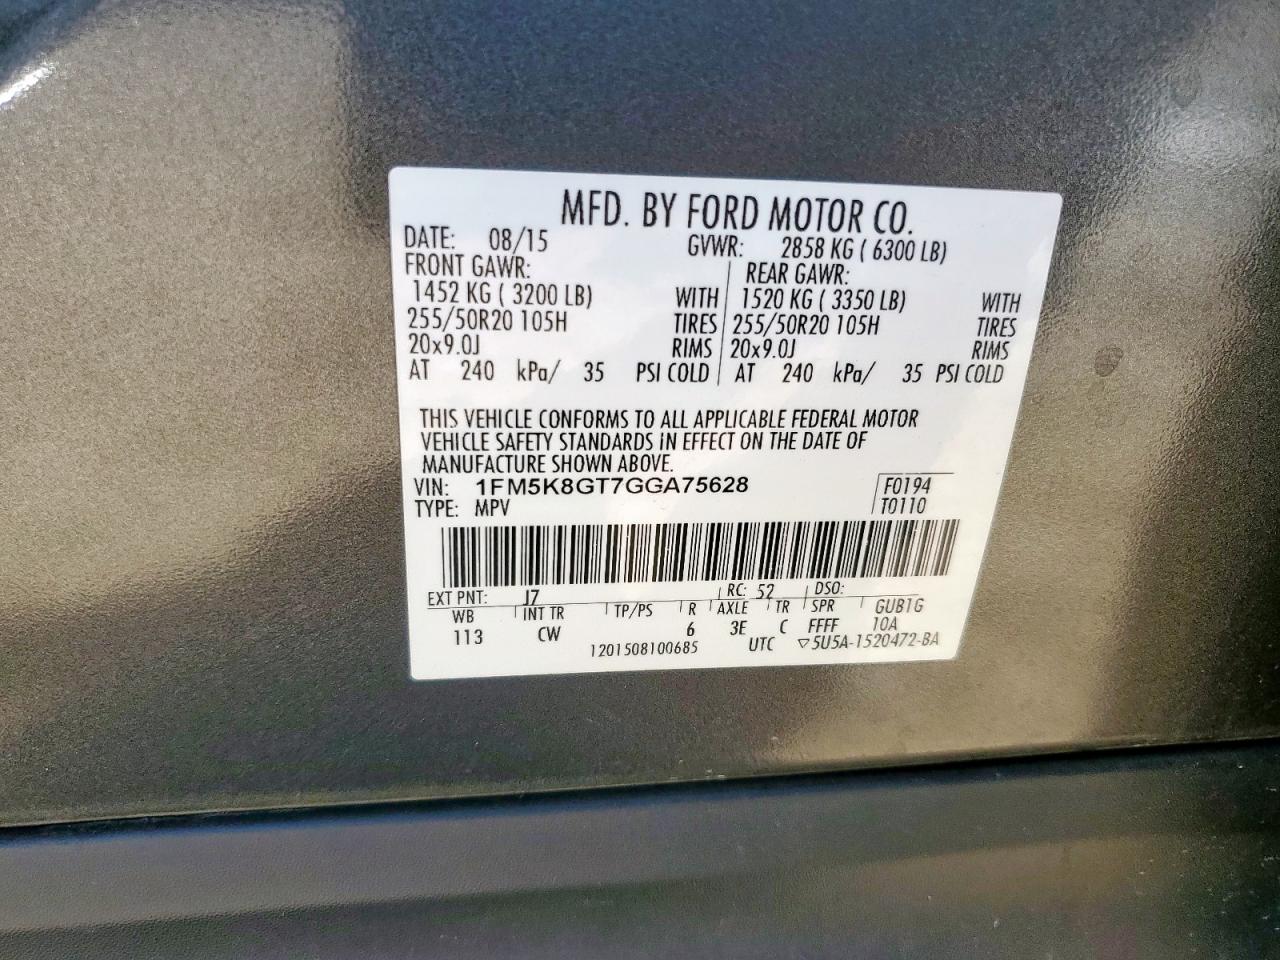 MFD. BY FORD MOTOR CO.
DATE: 08/15 GVWR: 2858 KG ( 6300 LB)
FRONT GAWR: REAR GAWR:
1452 KG ( 3200 LB) WITH 1520 KG ( 3350 LB) WITH
255/50R20 105H TIRES 255/50R20 105H TIRES
20x9.0J RIMS 20x9.0J RIMS
AT 240 kPa/ 35 PSI COLD AT 240 kPa/ 35 PSI COLD
THIS VEHICLE CONFORMS TO ALL APPLICABLE FEDERAL MOTOR
VEHICLE SAFETY STANDARDS IN EFFECT ON THE DATE OF
MANUFACTURE SHOWN ABOVE.
VIN: 1FM5K8GT7GGA75628 F0194
TYPE: MPV T0110
EXT PNT: J7 RC: 52 DSO:
WB INT TR TP/PS R AXLE TR SPR GUB1G
113 CW 6 3E C FFFF 10A
1201508100685 UTC ▽5U5A-1520472-BA